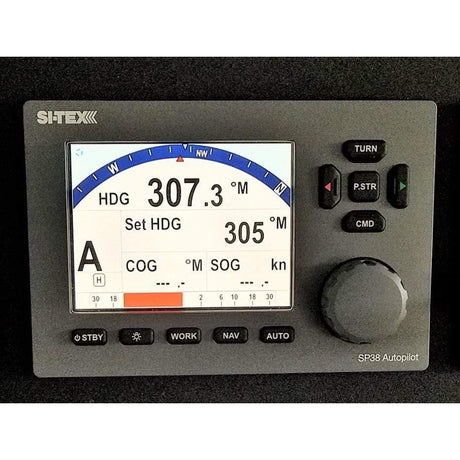 SI-TEX
TURN
P.STR
CMD
W NW N
HDG 307.3 °M
Set HDG
305 °M
A
H
COG °M SOG kn
--- .- --- .-
30 18 2 6 10 18 30
STBY WORK NAV AUTO
SP38 Autopilot